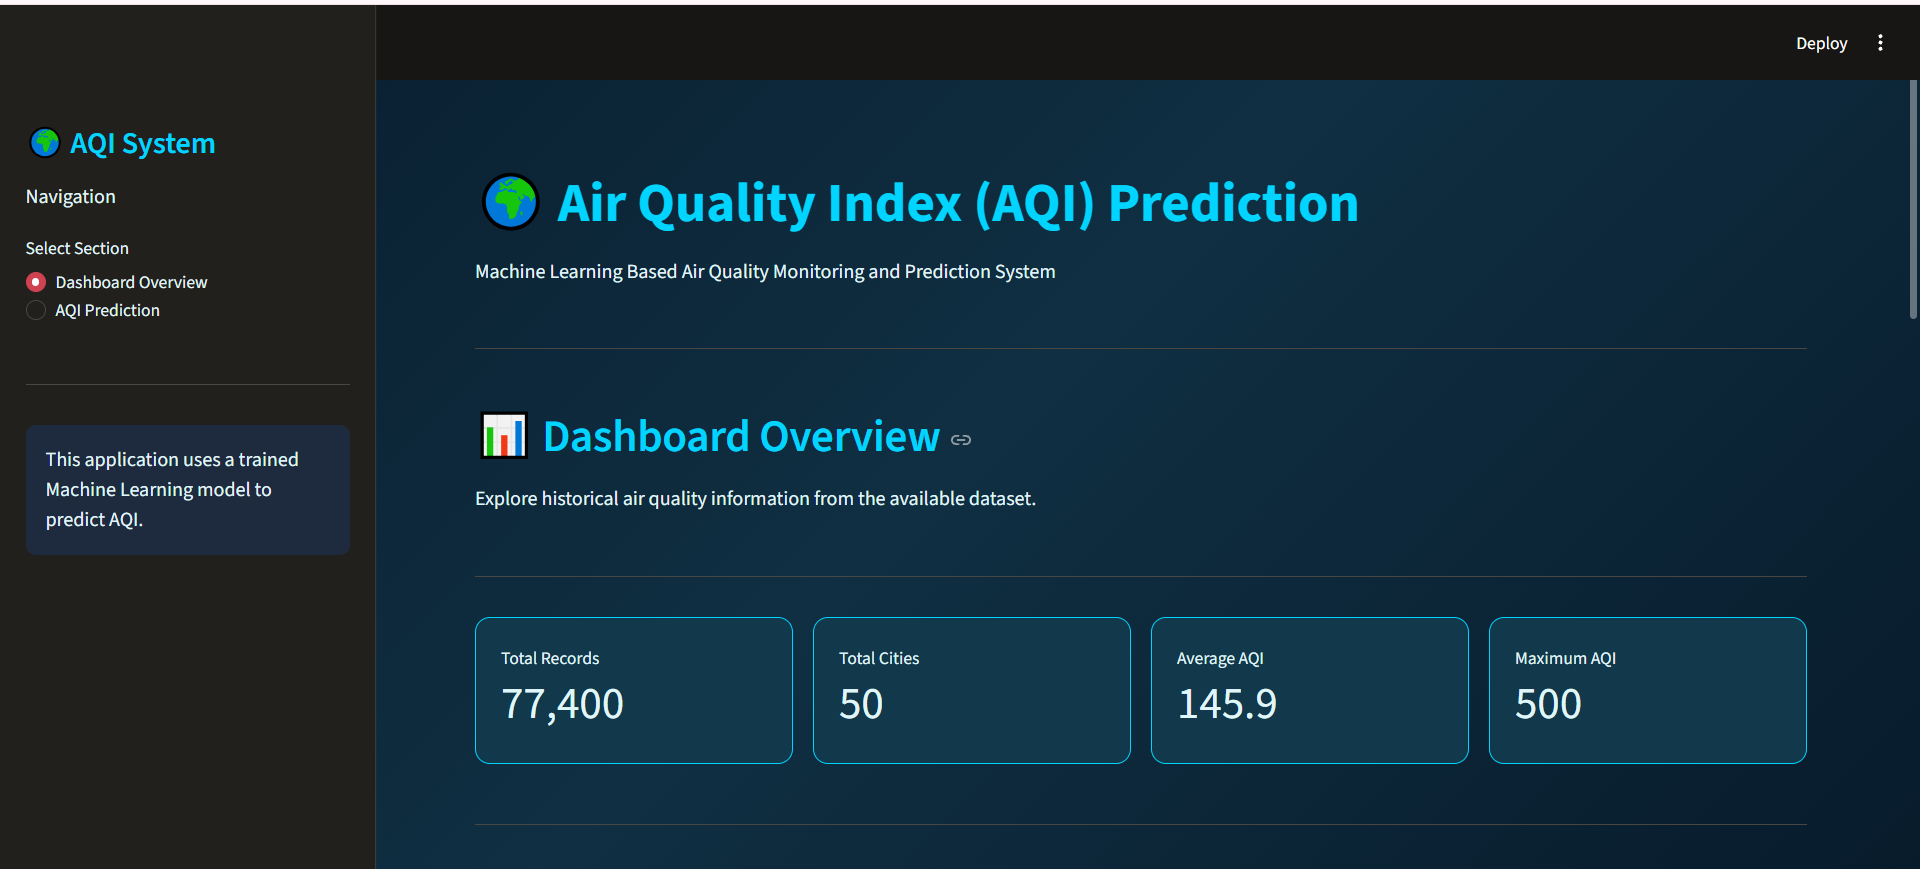 Deploy
AQI System
Navigation
Select Section
Dashboard Overview
AQI Prediction
This application uses a trained
Machine Learning model to
predict AQI.
Air Quality Index (AQI) Prediction
Machine Learning Based Air Quality Monitoring and Prediction System
Dashboard Overview
Explore historical air quality information from the available dataset.
Total Records
77,400
Total Cities
50
Average AQI
145.9
Maximum AQI
500